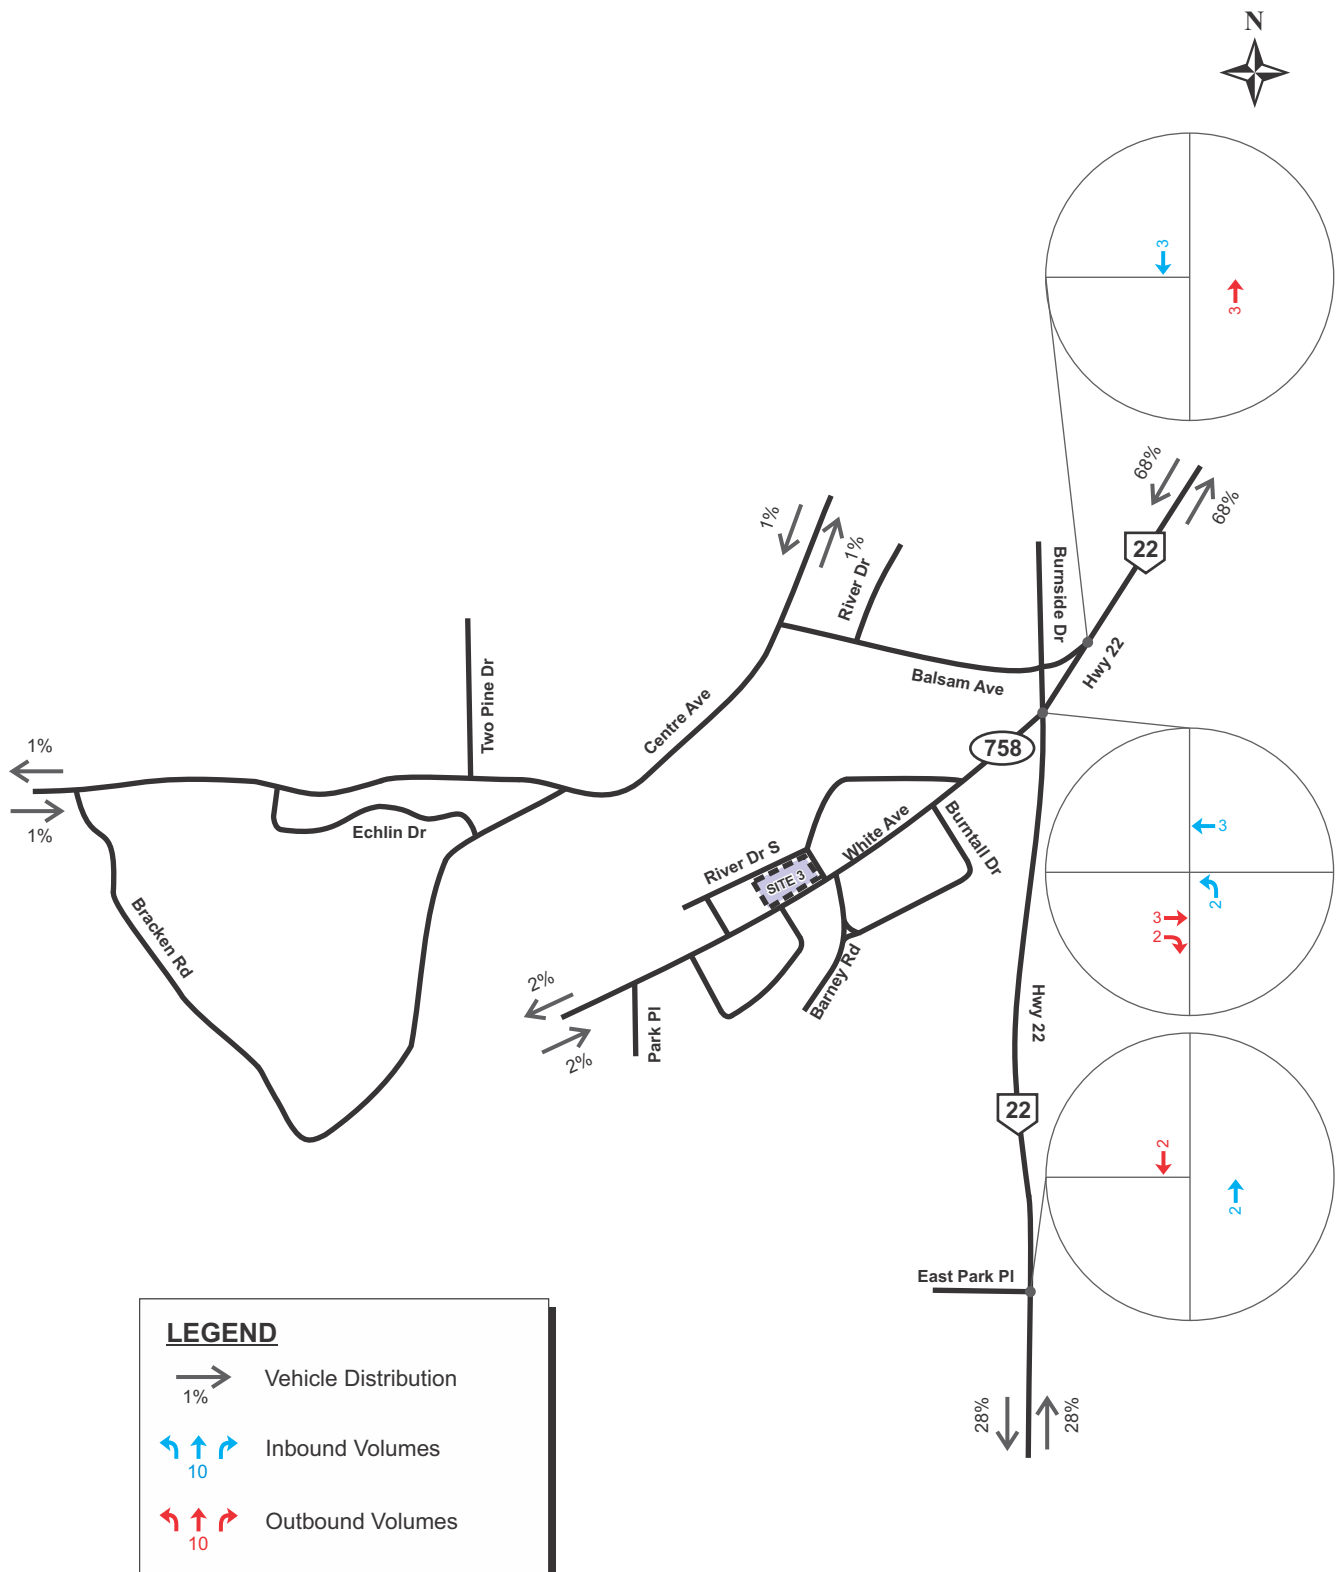 N
3
3
68%
68%
22
1%
1%
River Dr
Burnside Dr
Hwy 22
Balsam Ave
Two Pine Dr
Centre Ave
758
1%
1%
Echlin Dr
White Ave
Burntall Dr
River Dr S
SITE 3
3
2
3
2
Bracken Rd
Barney Rd
2%
2%
Park Pl
Hwy 22
22
2
2
East Park Pl
28%
28%
LEGEND
1%
Vehicle Distribution
10
Inbound Volumes
10
Outbound Volumes